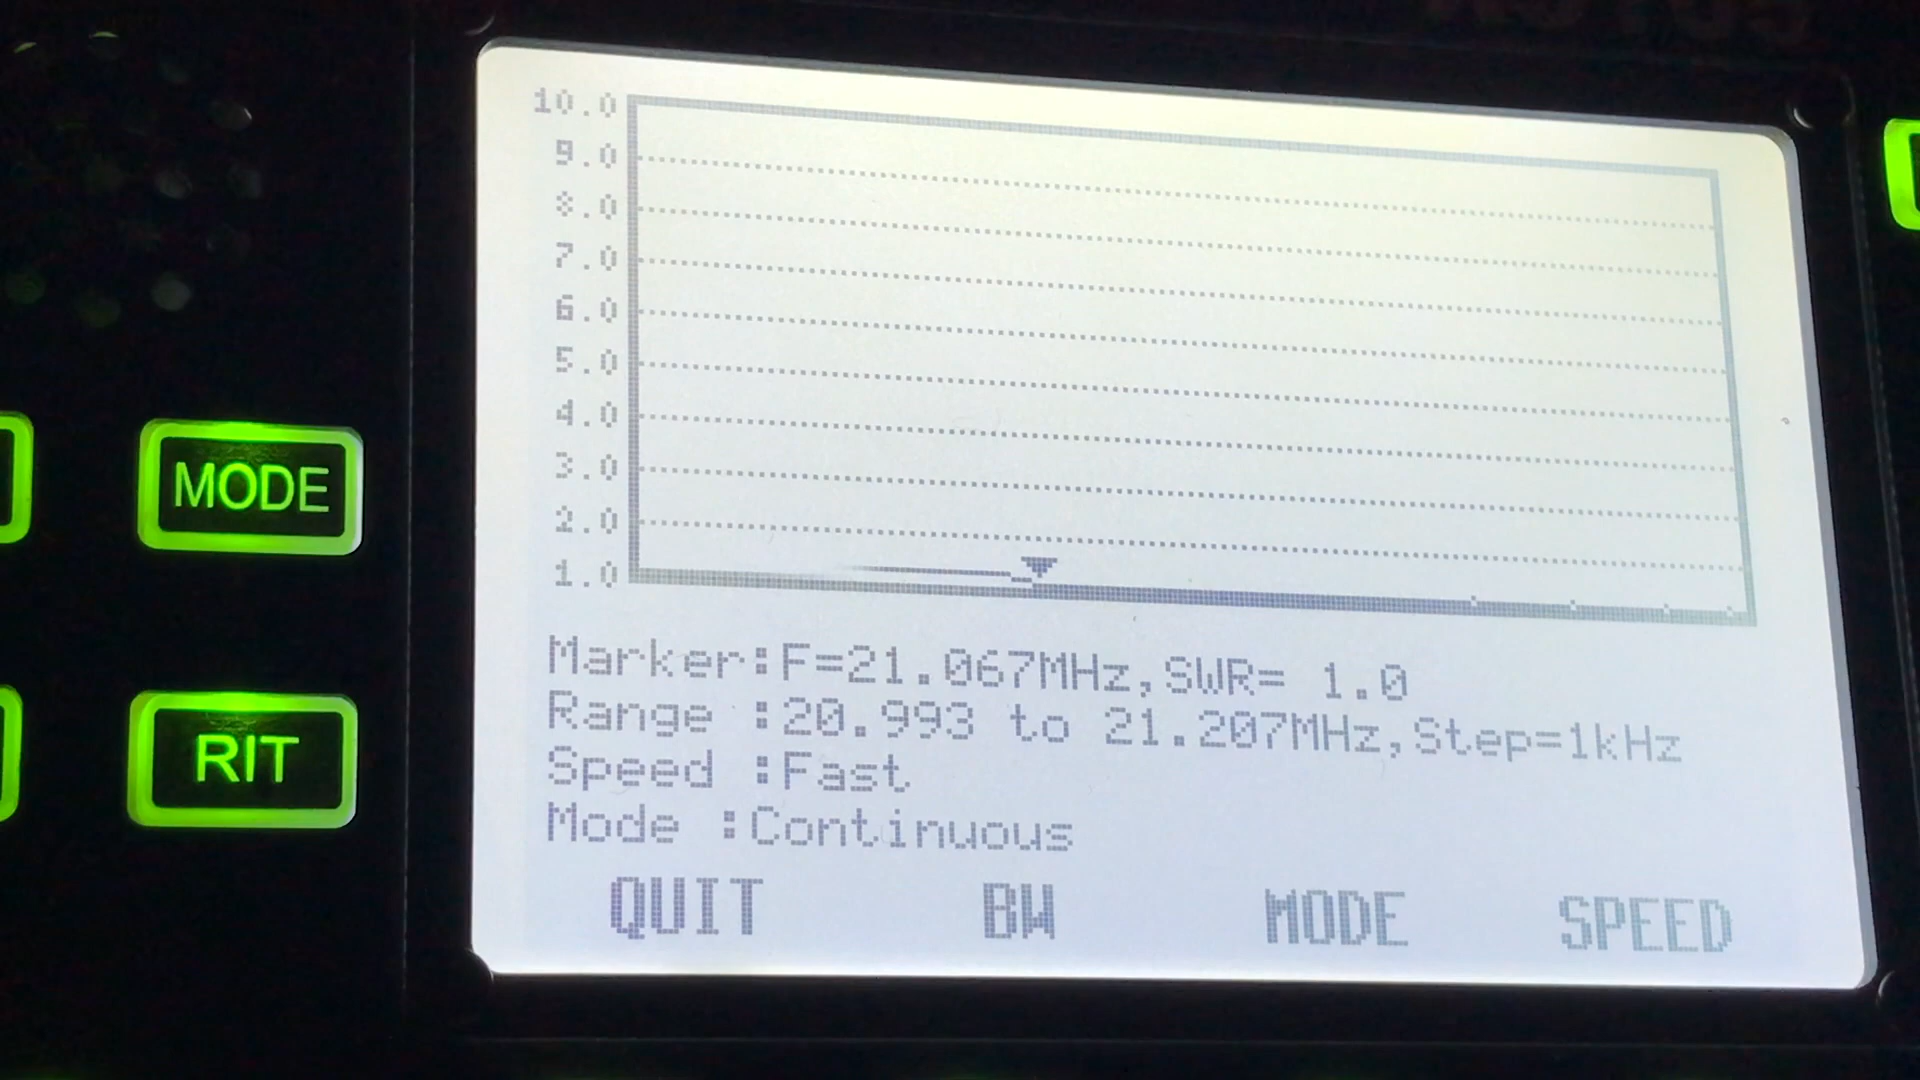 10.0
9.0
8.0
7.0
6.0
5.0
4.0
3.0
2.0
1.0
Marker:F=21.067MHz,SWR= 1.0
Range :20.993 to 21.207MHz,Step=1kHz
Speed :Fast
Mode :Continuous
QUIT BW MODE SPEED
MODE
RIT